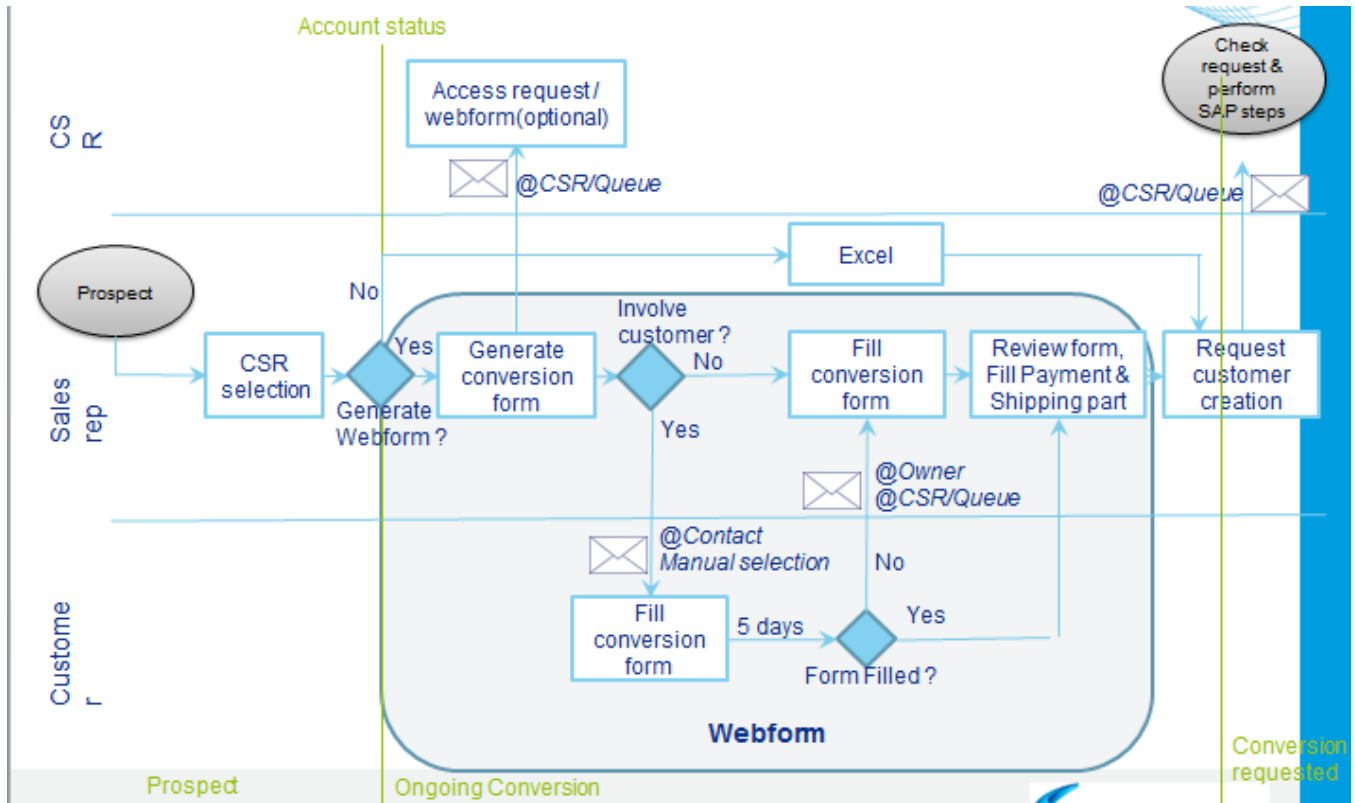 Account status
Check
request &
perform
SAP steps
Access request /
webform(optional)
CS
R
@CSR/Queue
@CSR/Queue
Excel
Prospect
No
Involve
customer ?
Yes
No
CSR
selection
Generate
conversion
form
Fill
conversion
form
Review form,
Fill Payment &
Shipping part
Request
customer
creation
Generate
Webform ?
Sales
rep
Yes
@Owner
@CSR/Queue
@Contact
Manual selection
No
Fill
conversion
form
5 days
Yes
Form Filled ?
Custome
r
Webform
Conversion
requested
Prospect
Ongoing Conversion